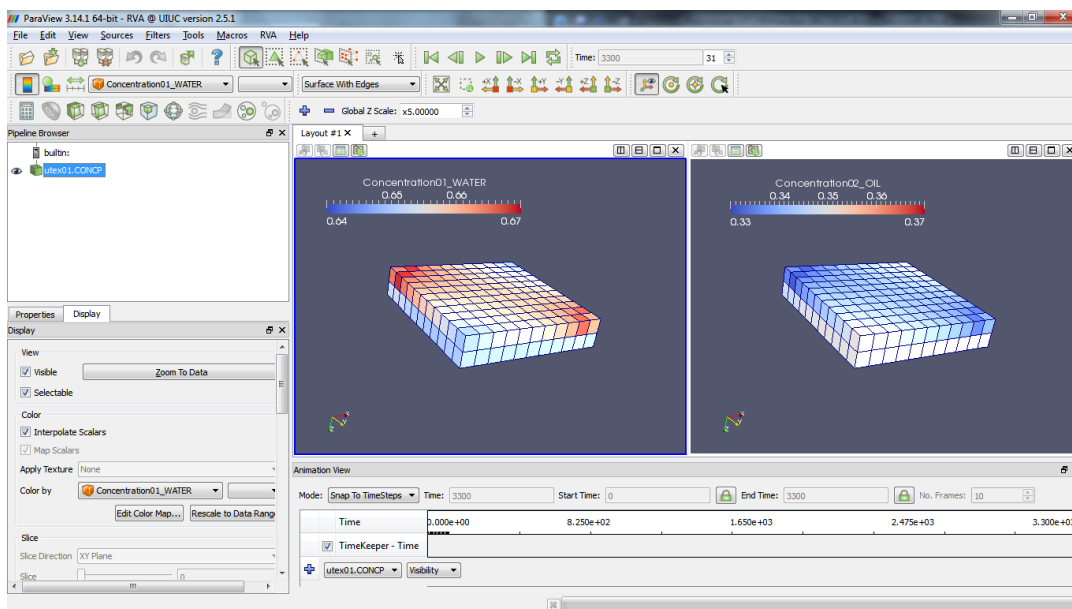 ParaView 3.14.1 64-bit - RVA @ UIUC version 2.5.1
File Edit View Sources Filters Tools Macros RVA Help
Time: 3300 31
Concentration01_WATER Surface With Edges +X -X +Y -Y +Z -Z
Global Z Scale: x5.00000
Pipeline Browser
builtin:
utex01.CONCP
Layout #1 X +
Concentration01_WATER
0.65 0.66
0.64 0.67
Concentration02_OIL
0.34 0.35 0.36
0.33 0.37
Properties Display
Display
View
Visible Zoom To Data
Selectable
Color
Interpolate Scalars
Map Scalars
Apply Texture None
Color by Concentration01_WATER
Edit Color Map... Rescale to Data Range
Slice
Slice Direction XY Plane
Slice 0
Animation View
Mode: Snap To TimeSteps Time: 3300 Start Time: 0 End Time: 3300 No. Frames: 10
Time 0.000e+00 8.250e+02 1.650e+03 2.475e+03 3.300e+03
TimeKeeper - Time
utex01.CONCP Visibility